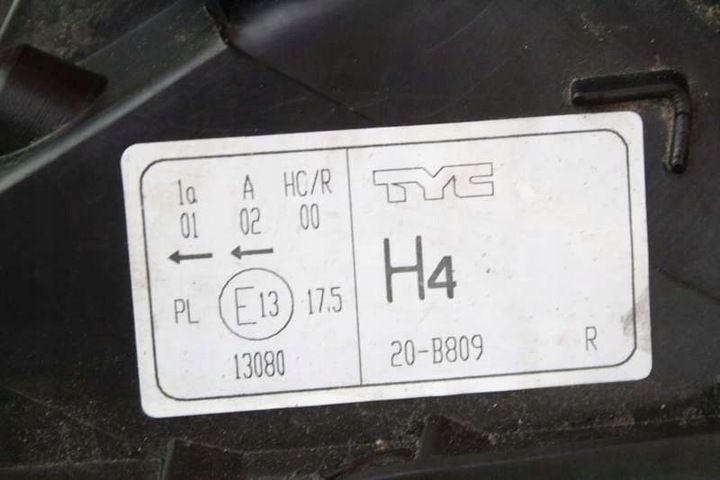 1a A HC/R
01 02 00
← ←
PL E13 17.5
13080
TYC
H4
20-B809 R